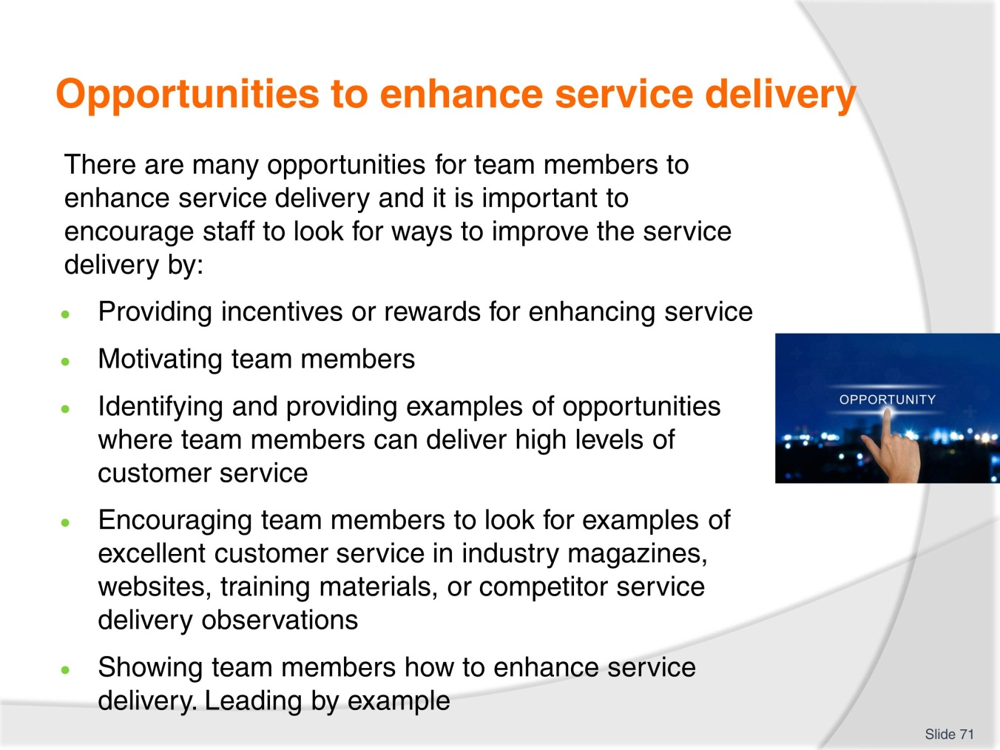 Opportunities to enhance service delivery
There are many opportunities for team members to
enhance service delivery and it is important to
encourage staff to look for ways to improve the service
delivery by:
• Providing incentives or rewards for enhancing service
• Motivating team members
• Identifying and providing examples of opportunities
where team members can deliver high levels of
customer service
OPPORTUNITY
• Encouraging team members to look for examples of
excellent customer service in industry magazines,
websites, training materials, or competitor service
delivery observations
• Showing team members how to enhance service
delivery. Leading by example
Slide 71